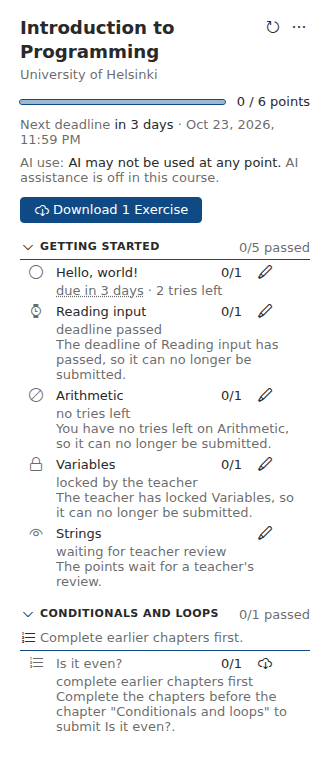 Introduction to
Programming
University of Helsinki
0 / 6 points
Next deadline in 3 days · Oct 23, 2026,
11:59 PM
AI use: AI may not be used at any point. AI
assistance is off in this course.
Download 1 Exercise
GETTING STARTED 0/5 passed
Hello, world! 0/1
due in 3 days · 2 tries left
Reading input 0/1
deadline passed
The deadline of Reading input has
passed, so it can no longer be
submitted.
Arithmetic 0/1
no tries left
You have no tries left on Arithmetic,
so it can no longer be submitted.
Variables 0/1
locked by the teacher
The teacher has locked Variables, so
it can no longer be submitted.
Strings
waiting for teacher review
The points wait for a teacher's
review.
CONDITIONALS AND LOOPS 0/1 passed
Complete earlier chapters first.
Is it even? 0/1
complete earlier chapters first
Complete the chapters before the
chapter "Conditionals and loops" to
submit Is it even?.